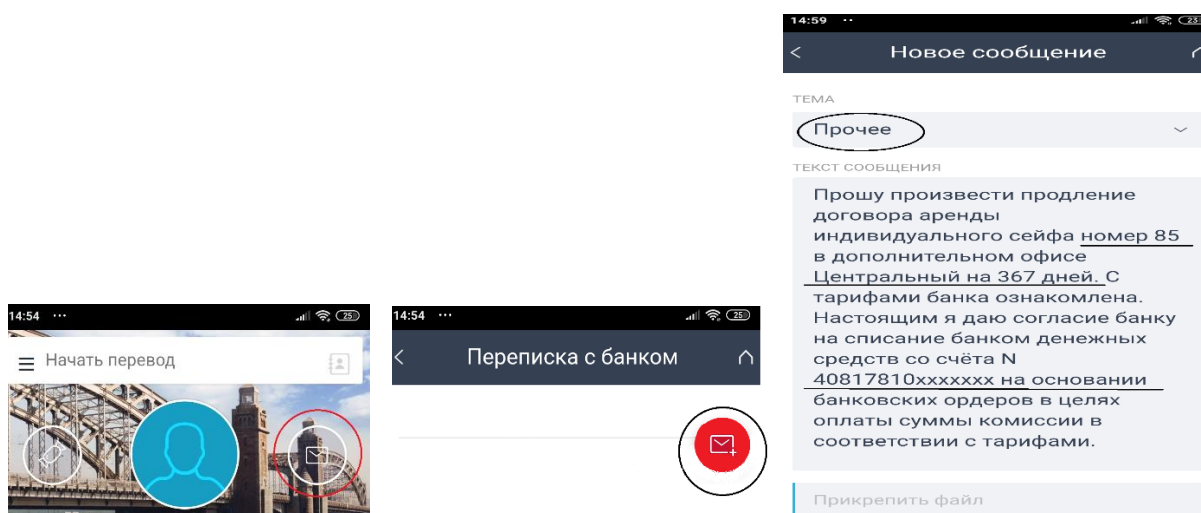 14:54 ...
25
Начать перевод
14:54 ...
25
Переписка с банком
14:59 ..
23
Новое сообщение
ТЕМА
Прочее
ТЕКСТ СООБЩЕНИЯ
Прошу произвести продление
договора аренды
индивидуального сейфа номер 85
в дополнительном офисе
Центральный на 367 дней. С
тарифами банка ознакомлена.
Настоящим я даю согласие банку
на списание банком денежных
средств со счёта N
40817810xxxxxxx на основании
банковских ордеров в целях
оплаты суммы комиссии в
соответствии с тарифами.
Прикрепить файл